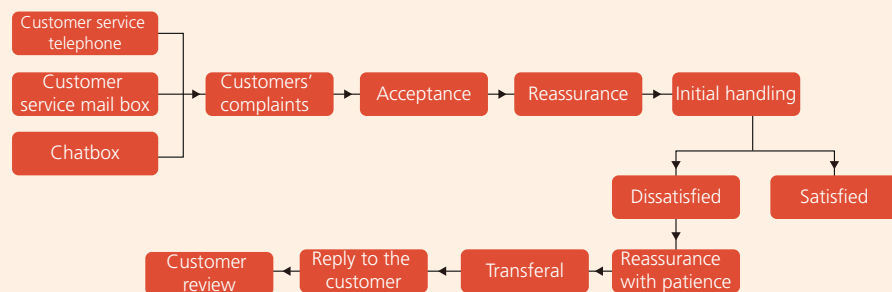 Customer service
telephone
Customer
service mail box
Chatbox
Customers'
complaints
Acceptance
Reassurance
Initial handling
Dissatisfied
Satisfied
Reassurance
with patience
Transferal
Reply to the
customer
Customer
review